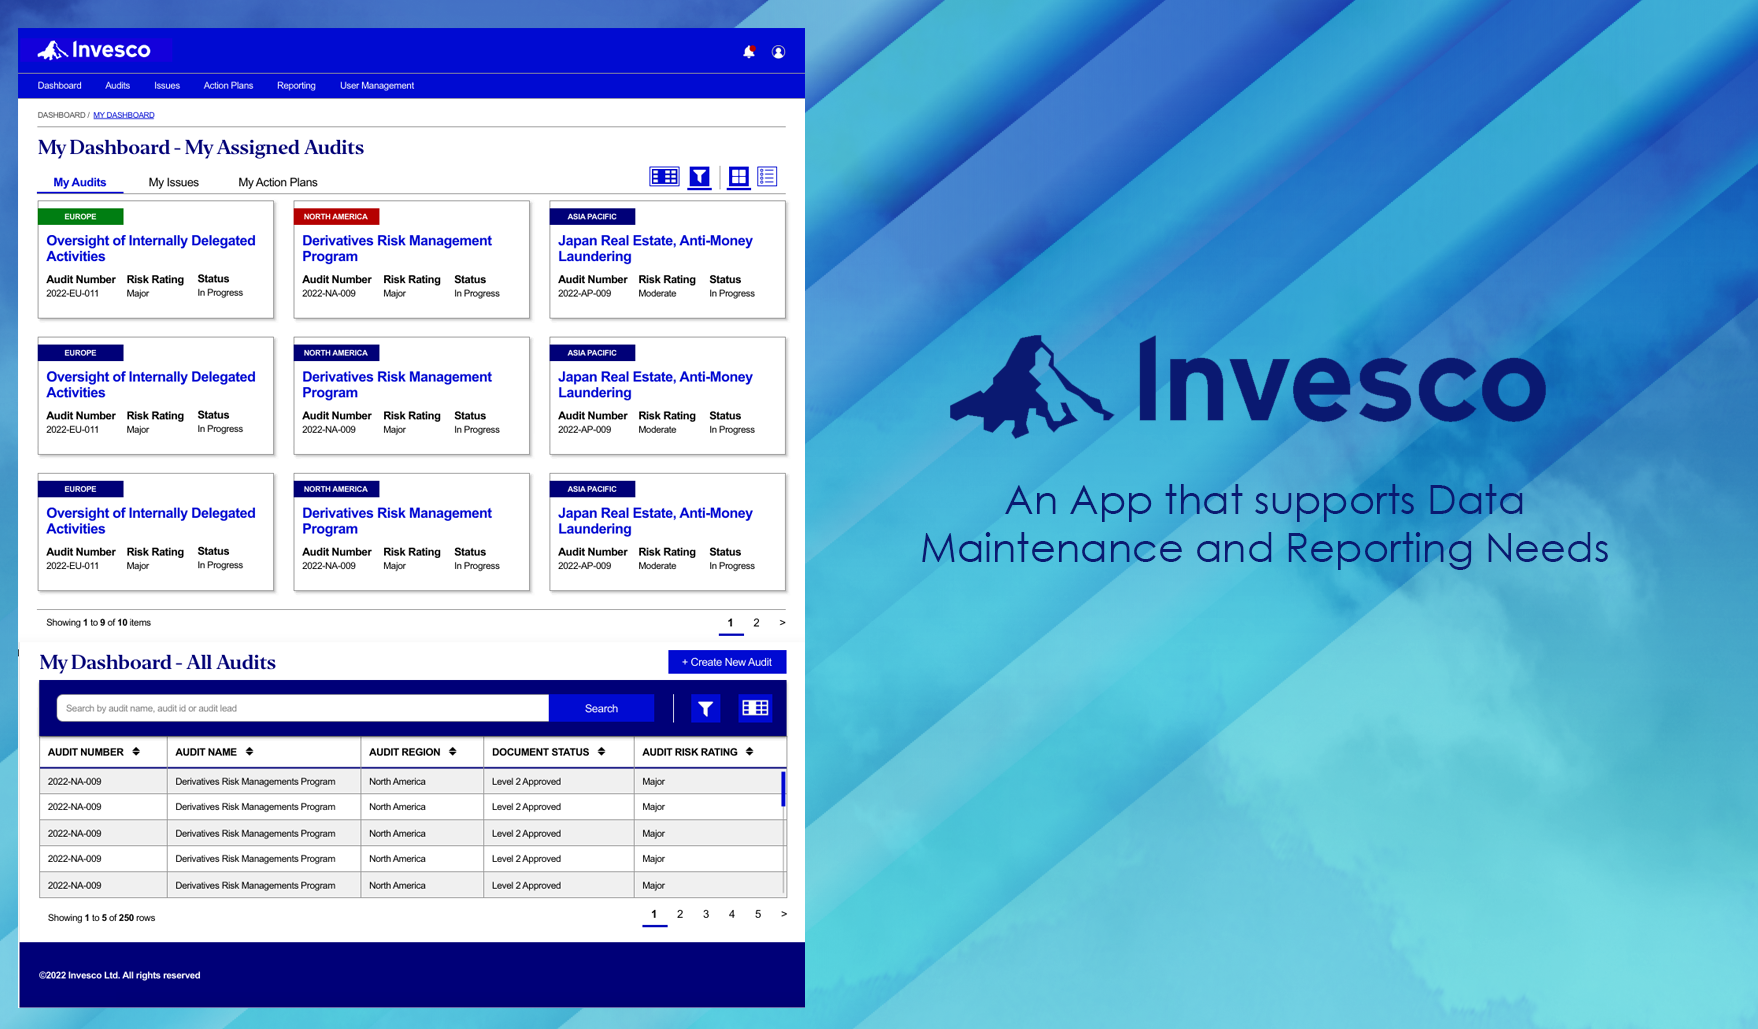 Invesco
Dashboard Audits Issues Action Plans Reporting User Management
DASHBOARD / MY DASHBOARD
My Dashboard - My Assigned Audits
My Audits My Issues My Action Plans
EUROPE
Oversight of Internally Delegated
Activities
Audit Number Risk Rating Status
2022-EU-011 Major In Progress
NORTH AMERICA
Derivatives Risk Management
Program
Audit Number Risk Rating Status
2022-NA-009 Major In Progress
ASIA PACIFIC
Japan Real Estate, Anti-Money
Laundering
Audit Number Risk Rating Status
2022-AP-009 Moderate In Progress
EUROPE
Oversight of Internally Delegated
Activities
Audit Number Risk Rating Status
2022-EU-011 Major In Progress
NORTH AMERICA
Derivatives Risk Management
Program
Audit Number Risk Rating Status
2022-NA-009 Major In Progress
ASIA PACIFIC
Japan Real Estate, Anti-Money
Laundering
Audit Number Risk Rating Status
2022-AP-009 Moderate In Progress
EUROPE
Oversight of Internally Delegated
Activities
Audit Number Risk Rating Status
2022-EU-011 Major In Progress
NORTH AMERICA
Derivatives Risk Management
Program
Audit Number Risk Rating Status
2022-NA-009 Major In Progress
ASIA PACIFIC
Japan Real Estate, Anti-Money
Laundering
Audit Number Risk Rating Status
2022-AP-009 Moderate In Progress
Showing 1 to 9 of 10 items 1 2 >
My Dashboard - All Audits + Create New Audit
Search by audit name, audit id or audit lead Search
AUDIT NUMBER AUDIT NAME AUDIT REGION DOCUMENT STATUS AUDIT RISK RATING
2022-NA-009 Derivatives Risk Managements Program North America Level 2 Approved Major
2022-NA-009 Derivatives Risk Managements Program North America Level 2 Approved Major
2022-NA-009 Derivatives Risk Managements Program North America Level 2 Approved Major
2022-NA-009 Derivatives Risk Managements Program North America Level 2 Approved Major
2022-NA-009 Derivatives Risk Managements Program North America Level 2 Approved Major
Showing 1 to 5 of 250 rows 1 2 3 4 5 >
©2022 Invesco Ltd. All rights reserved
Invesco
An App that supports Data
Maintenance and Reporting Needs